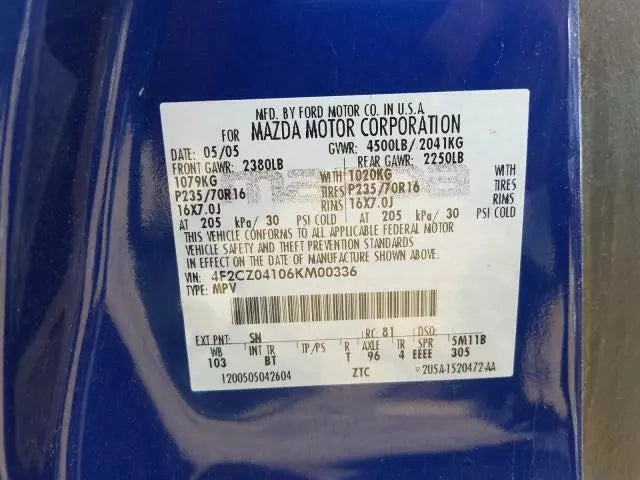 MFD. BY FORD MOTOR CO. IN U.S.A.
FOR MAZDA MOTOR CORPORATION
DATE: 05/05 GVWR: 4500LB/ 2041KG
FRONT GAWR: 2380LB REAR GAWR: 2250LB
1079KG WITH 1020KG WITH
P235/70R16 TIRES P235/70R16 TIRES
16X7.0J RIMS 16X7.0J RIMS
AT 205 kPa/ 30 PSI COLD AT 205 kPa/ 30 PSI COLD
THIS VEHICLE CONFORMS TO ALL APPLICABLE FEDERAL MOTOR
VEHICLE SAFETY AND THEFT PREVENTION STANDARDS
IN EFFECT ON THE DATE OF MANUFACTURE SHOWN ABOVE.
VIN: 4F2CZ04106KM00336
TYPE: MPV
EXT PNT: SN RC: 81 DSO:
WB INT TR TP/PS R AXLE TR SPR 5M11B
103 BT T 96 4 EEEE 305
1200505042604 ZTC 2U5A-1520472-AA